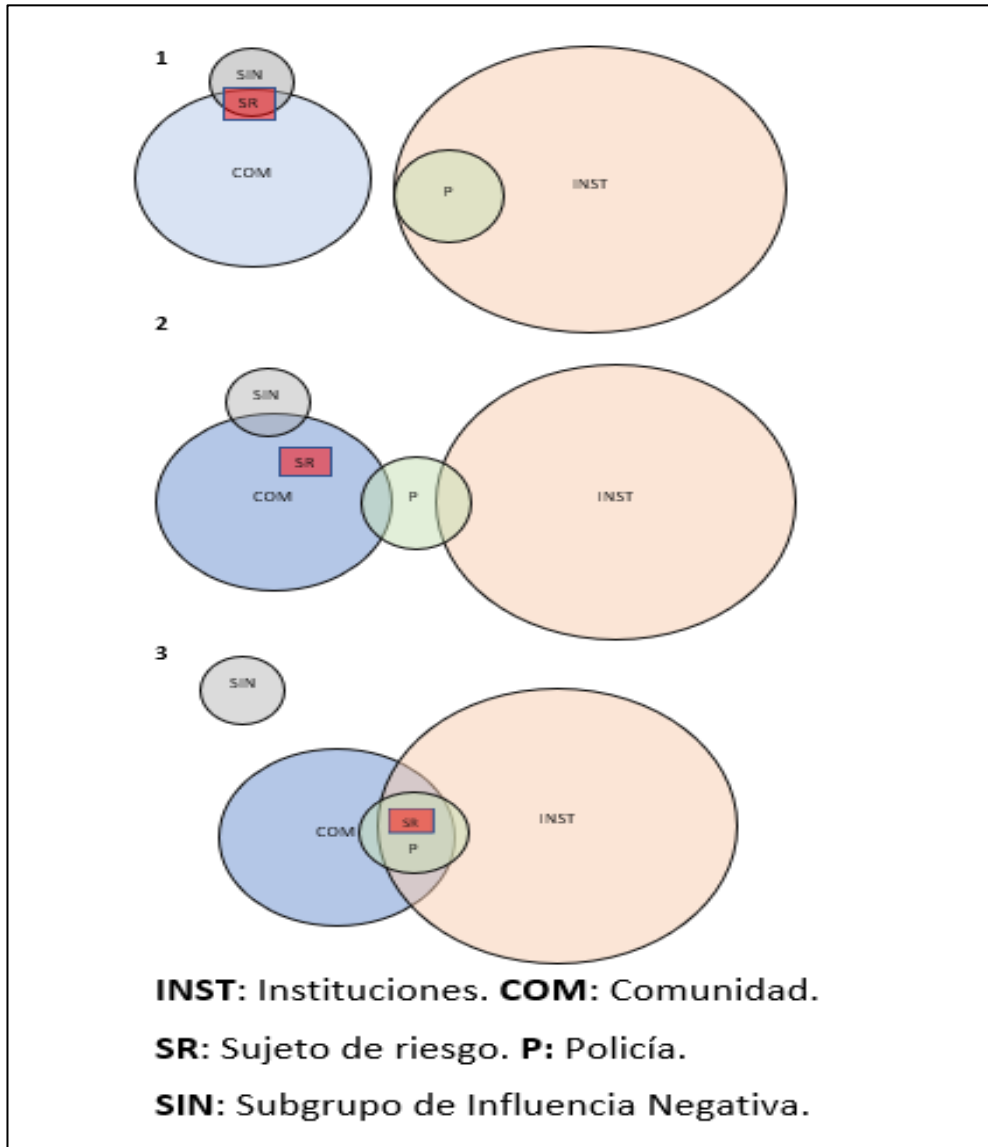 1
SIN
SR
COM
P
INST
2
SIN
SR
COM
P
INST
3
SIN
SR
COM
P
INST
INST: Instituciones. COM: Comunidad.
SR: Sujeto de riesgo. P: Policía.
SIN: Subgrupo de Influencia Negativa.